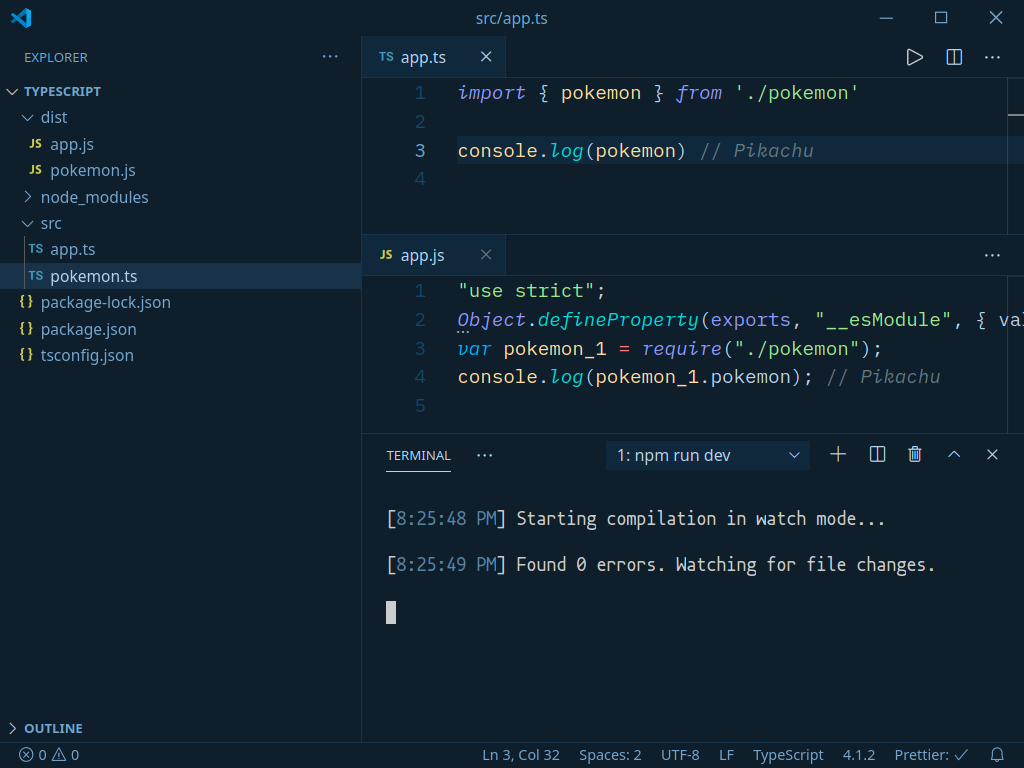 src/app.ts
EXPLORER ...
TYPESCRIPT
dist
JS app.js
JS pokemon.js
node_modules
src
TS app.ts
TS pokemon.ts
{} package-lock.json
{} package.json
{} tsconfig.json
OUTLINE
TS app.ts
1 import { pokemon } from './pokemon'
2
3 console.log(pokemon) // Pikachu
4
JS app.js
1 "use strict";
2 Object.defineProperty(exports, "__esModule", { val
3 var pokemon_1 = require("./pokemon");
4 console.log(pokemon_1.pokemon); // Pikachu
5
TERMINAL ... 1: npm run dev
[8:25:48 PM] Starting compilation in watch mode...
[8:25:49 PM] Found 0 errors. Watching for file changes.
0 0 Ln 3, Col 32 Spaces: 2 UTF-8 LF TypeScript 4.1.2 Prettier: ✓